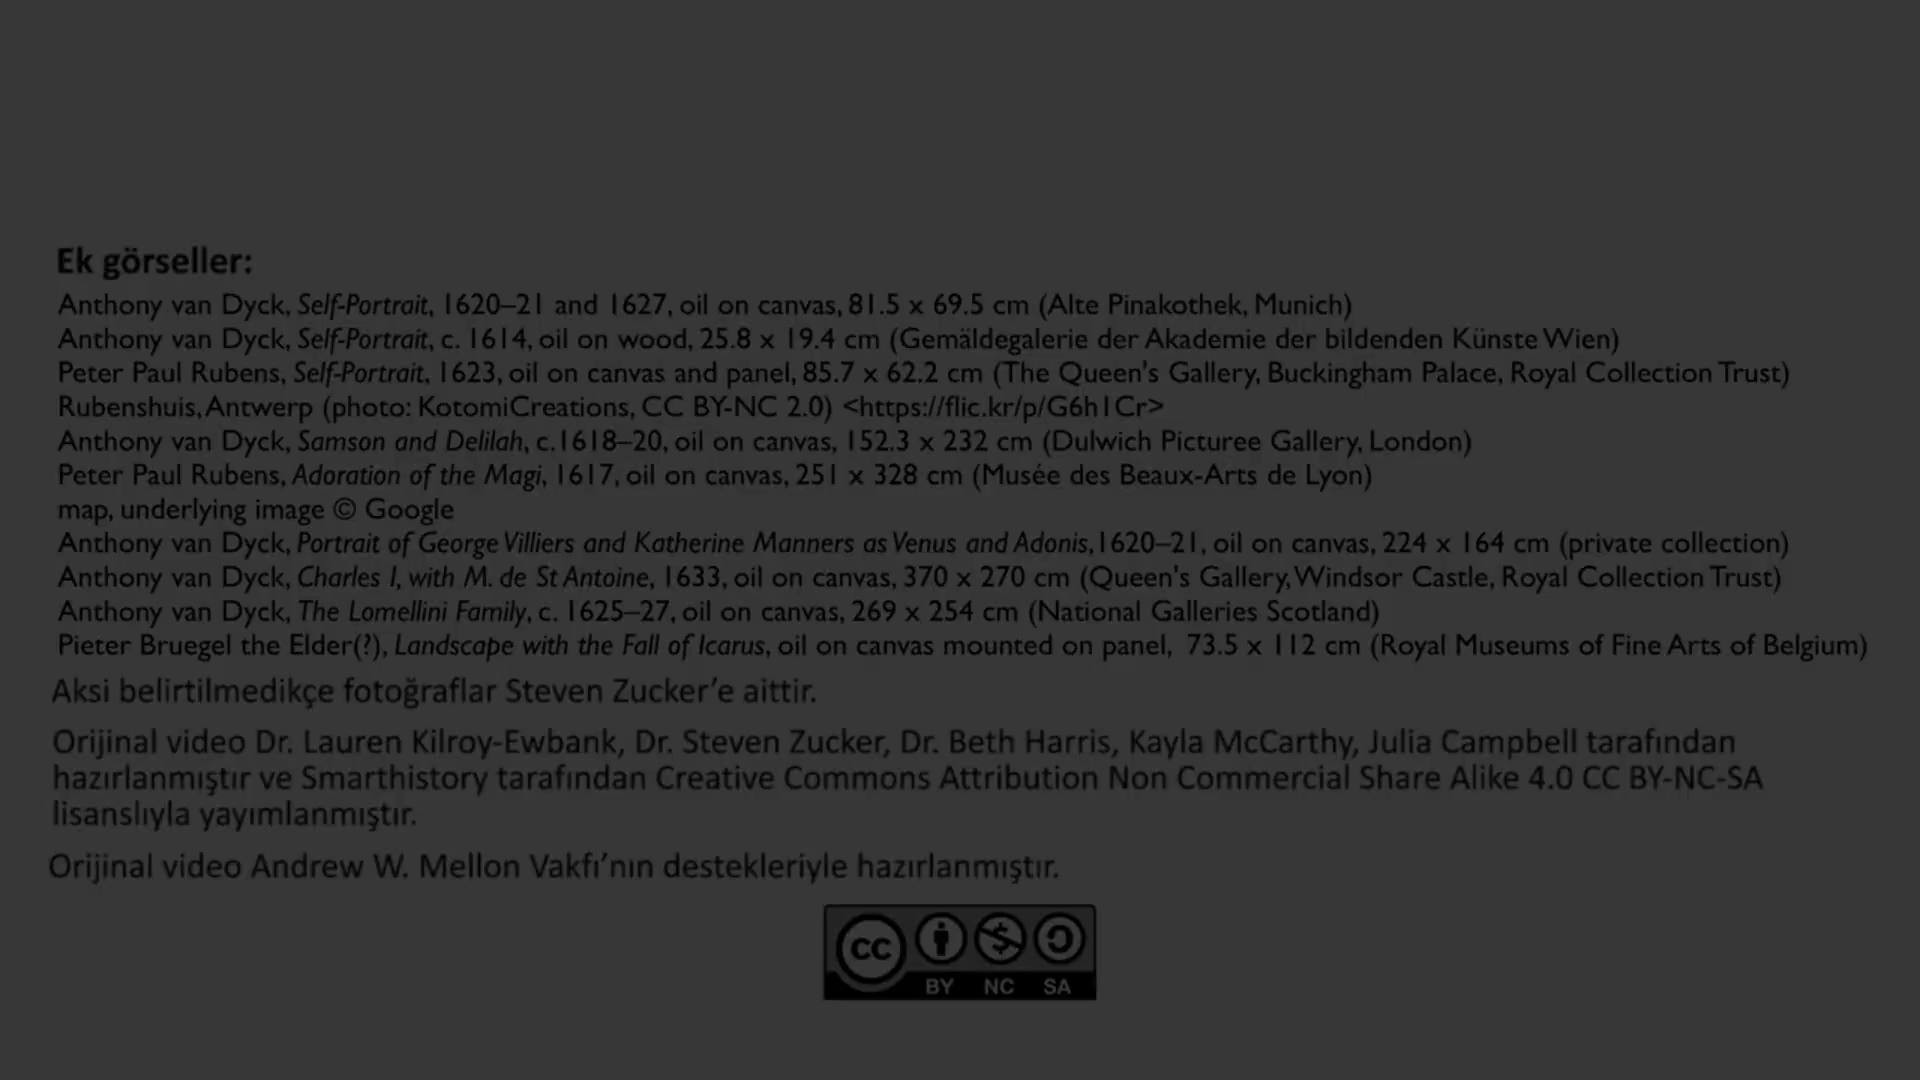 Ek görseller:
Anthony van Dyck, Self-Portrait, 1620–21 and 1627, oil on canvas, 81.5 x 69.5 cm (Alte Pinakothek, Munich)
Anthony van Dyck, Self-Portrait, c. 1614, oil on wood, 25.8 x 19.4 cm (Gemäldegalerie der Akademie der bildenden Künste Wien)
Peter Paul Rubens, Self-Portrait, 1623, oil on canvas and panel, 85.7 x 62.2 cm (The Queen's Gallery, Buckingham Palace, Royal Collection Trust)
Rubenshuis, Antwerp (photo: KotomiCreations, CC BY-NC 2.0) <https://flic.kr/p/G6h1Cr>
Anthony van Dyck, Samson and Delilah, c.1618–20, oil on canvas, 152.3 x 232 cm (Dulwich Picturee Gallery, London)
Peter Paul Rubens, Adoration of the Magi, 1617, oil on canvas, 251 x 328 cm (Musée des Beaux-Arts de Lyon)
map, underlying image © Google
Anthony van Dyck, Portrait of George Villiers and Katherine Manners as Venus and Adonis, 1620–21, oil on canvas, 224 x 164 cm (private collection)
Anthony van Dyck, Charles I, with M. de St Antoine, 1633, oil on canvas, 370 x 270 cm (Queen's Gallery, Windsor Castle, Royal Collection Trust)
Anthony van Dyck, The Lomellini Family, c. 1625–27, oil on canvas, 269 x 254 cm (National Galleries Scotland)
Pieter Bruegel the Elder(?), Landscape with the Fall of Icarus, oil on canvas mounted on panel, 73.5 x 112 cm (Royal Museums of Fine Arts of Belgium)
Aksi belirtilmedikçe fotoğraflar Steven Zucker’e aittir.
Orijinal video Dr. Lauren Kilroy-Ewbank, Dr. Steven Zucker, Dr. Beth Harris, Kayla McCarthy, Julia Campbell tarafından
hazırlanmıştır ve Smarthistory tarafından Creative Commons Attribution Non Commercial Share Alike 4.0 CC BY-NC-SA
lisanslıyla yayımlanmıştır.
Orijinal video Andrew W. Mellon Vakfı’nın destekleriyle hazırlanmıştır.
CC
BY NC SA